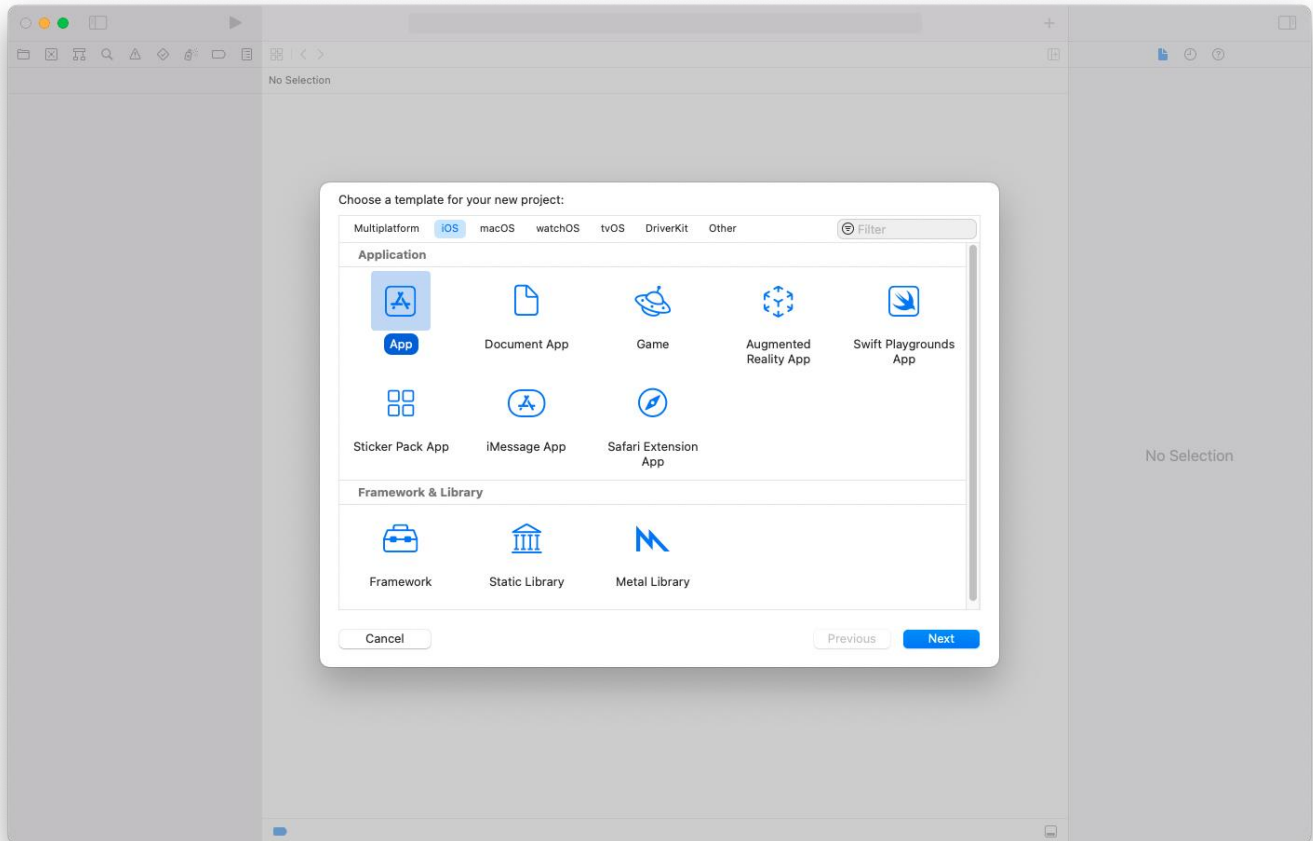 No Selection
Choose a template for your new project:
Multiplatform iOS macOS watchOS tvOS DriverKit Other Filter
Application
App Document App Game Augmented Reality App Swift Playgrounds App
Sticker Pack App iMessage App Safari Extension App
No Selection
Framework & Library
Framework Static Library Metal Library
Cancel Previous Next